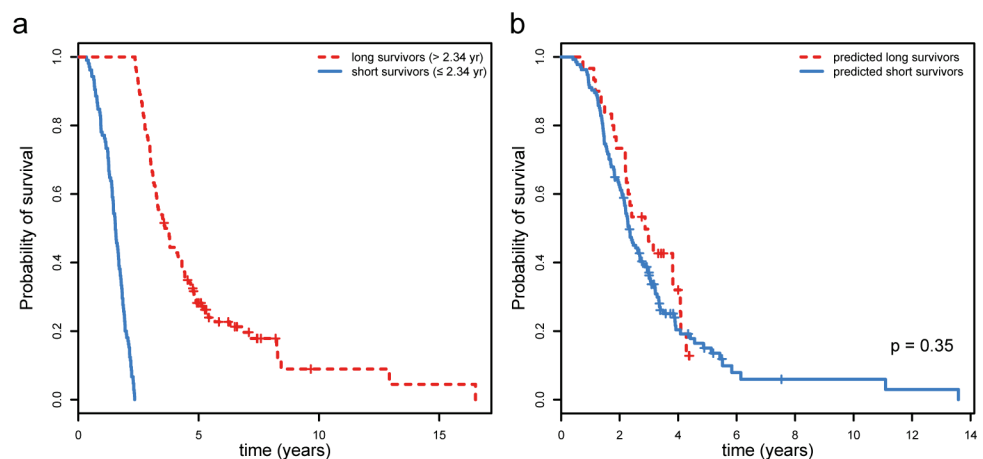 a
long survivors (> 2.34 yr)
short survivors (≤ 2.34 yr)
Probability of survival
1.0
0.8
0.6
0.4
0.2
0.0
0
5
10
15
time (years)
b
predicted long survivors
predicted short survivors
Probability of survival
1.0
0.8
0.6
0.4
0.2
0.0
p = 0.35
0
2
4
6
8
10
12
14
time (years)